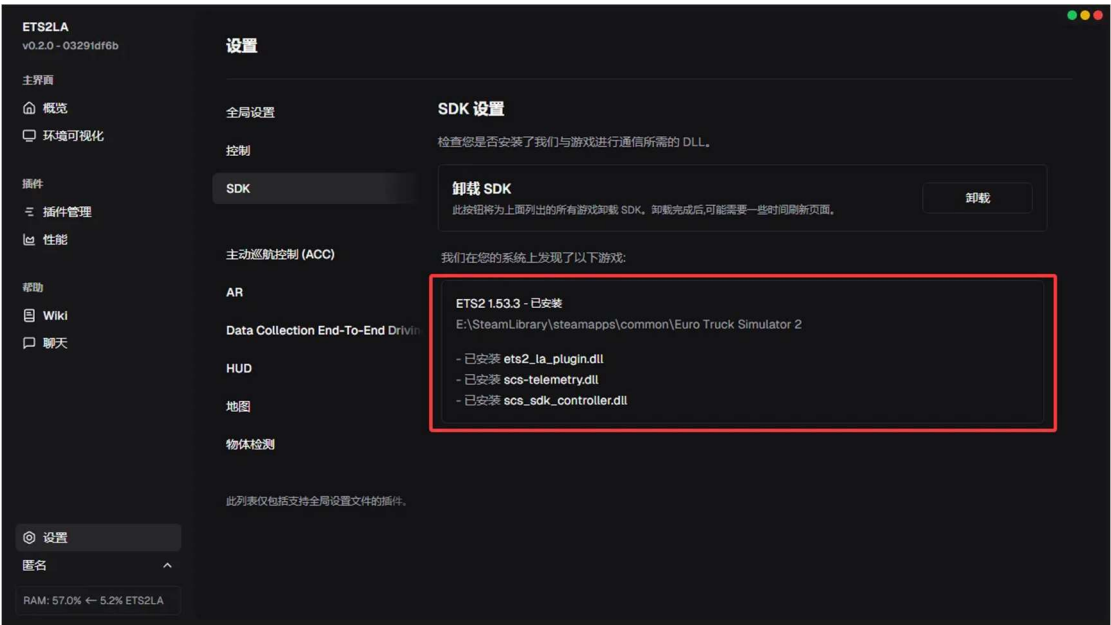 ETS2LA
v0.2.0 - 03291df6b
主界面
概览
环境可视化
插件
插件管理
性能
帮助
Wiki
聊天
设置
匿名
RAM: 57.0% ← 5.2% ETS2LA
设置
全局设置
控制
SDK
主动巡航控制 (ACC)
AR
Data Collection End-To-End Drivin
HUD
地图
物体检测
此列表仅包括支持全局设置文件的插件。
SDK 设置
检查您是否安装了我们与游戏进行通信所需的 DLL。
卸载 SDK
此按钮将为上面列出的所有游戏卸载 SDK。卸载完成后,可能需要一些时间刷新页面。
卸载
我们在您的系统上发现了以下游戏:
ETS2 1.53.3 - 已安装
E:\SteamLibrary\steamapps\common\Euro Truck Simulator 2
- 已安装 ets2_la_plugin.dll
- 已安装 scs-telemetry.dll
- 已安装 scs_sdk_controller.dll